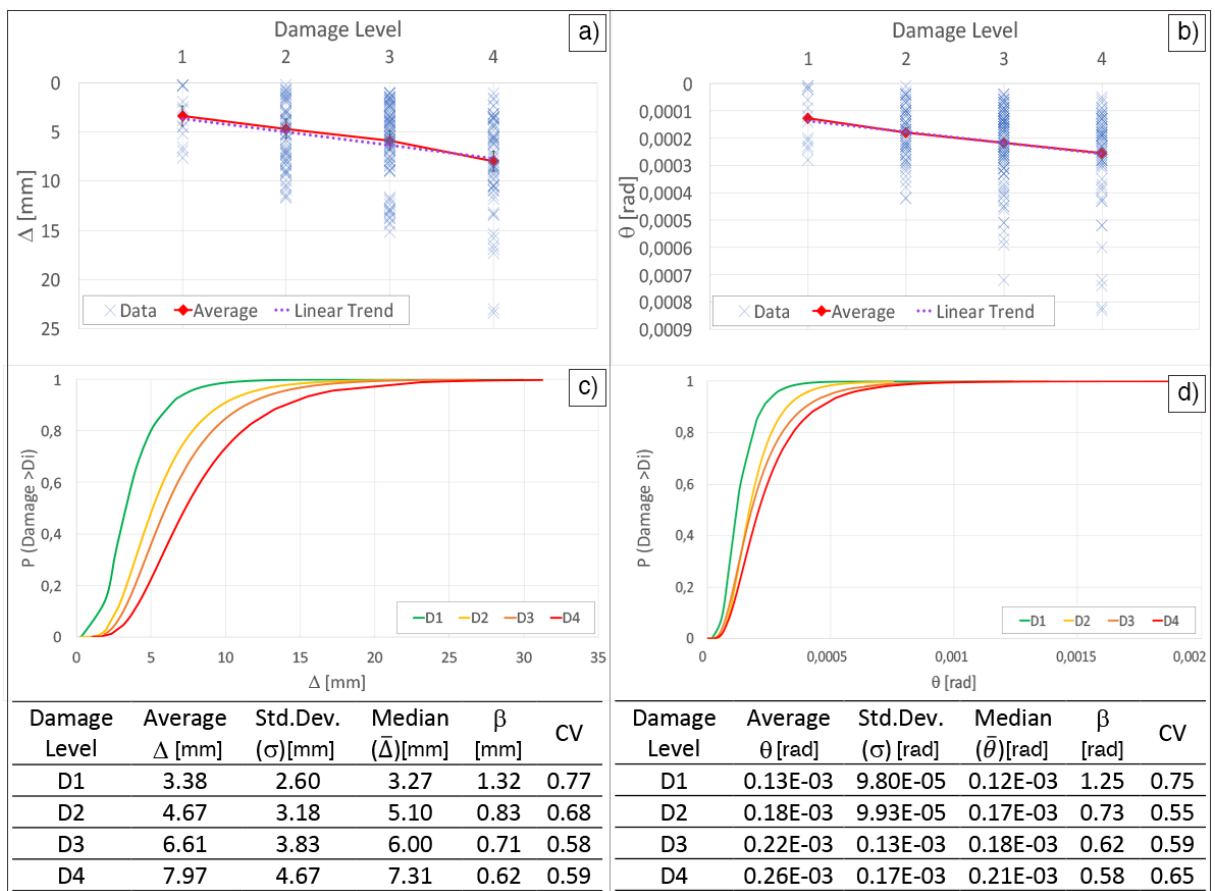 Damage Level
a)
1 2 3 4
0
5
10
15
20
25
Δ [mm]
Data Average Linear Trend
Damage Level
b)
1 2 3 4
0
0,0001
0,0002
0,0003
0,0004
0,0005
0,0006
0,0007
0,0008
0,0009
θ [rad]
Data Average Linear Trend
c)
1
0,8
0,6
0,4
0,2
0
P (Damage >Di)
D1 D2 D3 D4
0 5 10 15 20 25 30 35
Δ [mm]
d)
1
0,8
0,6
0,4
0,2
0
P (Damage >Di)
D1 D2 D3 D4
0 0,0005 0,001 0,0015 0,002
θ [rad]
Damage Average Std.Dev. Median β CV
Level Δ [mm] (σ)[mm] (Δ̄)[mm] [mm]
D1 3.38 2.60 3.27 1.32 0.77
D2 4.67 3.18 5.10 0.83 0.68
D3 6.61 3.83 6.00 0.71 0.58
D4 7.97 4.67 7.31 0.62 0.59
Damage Average Std.Dev. Median β CV
Level θ [rad] (σ) [rad] (θ̄) [rad] [rad]
D1 0.13E-03 9.80E-05 0.12E-03 1.25 0.75
D2 0.18E-03 9.93E-05 0.17E-03 0.73 0.55
D3 0.22E-03 0.13E-03 0.18E-03 0.62 0.59
D4 0.26E-03 0.17E-03 0.21E-03 0.58 0.65